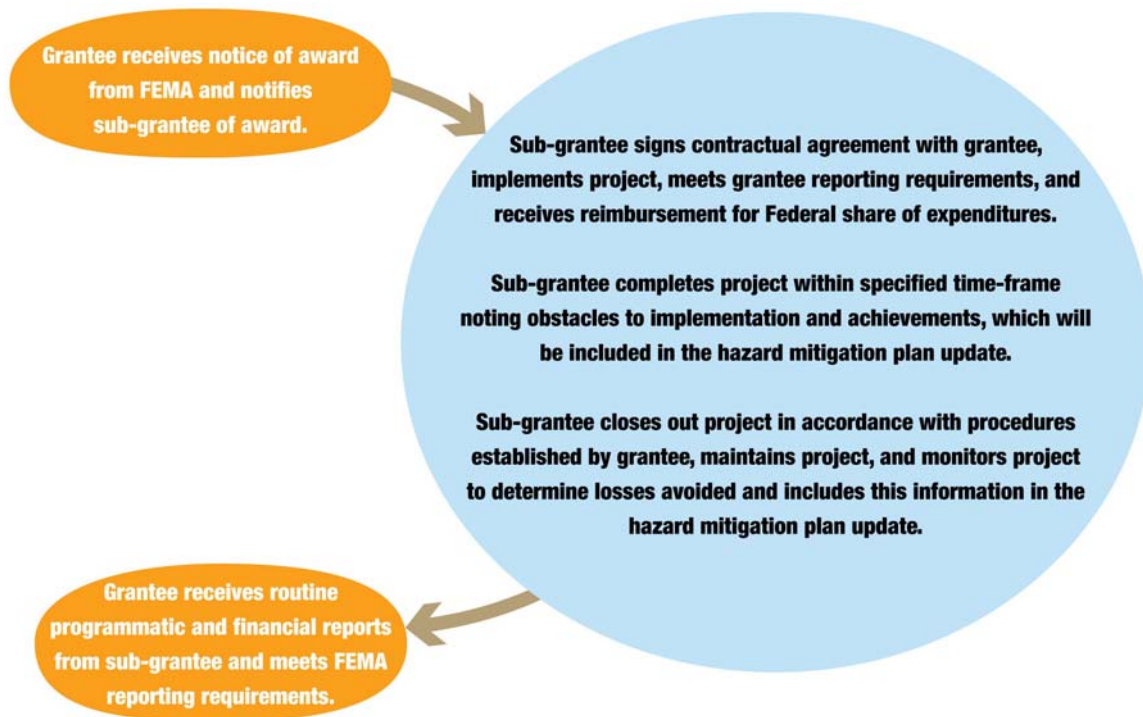 Grantee receives notice of award
from FEMA and notifies
sub-grantee of award.
Sub-grantee signs contractual agreement with grantee,
implements project, meets grantee reporting requirements, and
receives reimbursement for Federal share of expenditures.
Sub-grantee completes project within specified time-frame
noting obstacles to implementation and achievements, which will
be included in the hazard mitigation plan update.
Sub-grantee closes out project in accordance with procedures
established by grantee, maintains project, and monitors project
to determine losses avoided and includes this information in the
hazard mitigation plan update.
Grantee receives routine
programmatic and financial reports
from sub-grantee and meets FEMA
reporting requirements.